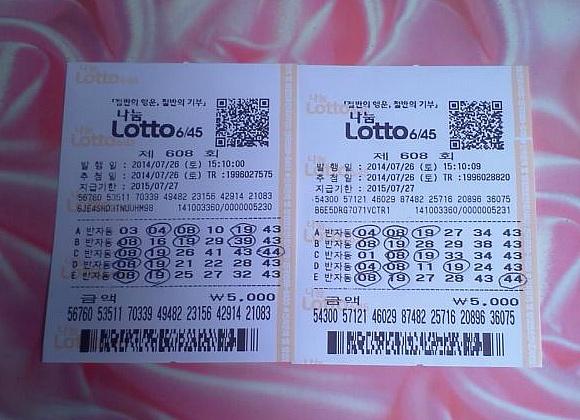 「절반의 행운, 절반의 기부」
나눔
Lotto 6/45
제 608 회
발 행 일 : 2014/07/26 (토) 15:10:00
추 첨 일 : 2014/07/26 (토) TR : 1996027575
지급기한 : 2015/07/27
56760 53511 70339 49482 23156 42914 21083
141003360/0000005230
A 반자동 03 04 08 10 19 43
B 반자동 08 16 19 29 39 43
C 반자동 08 19 26 41 43 44
D 반자동 08 19 21 22 28 43
E 반자동 08 19 25 27 32 43
금액 ₩5,000
56760 53511 70339 49482 23156 42914 21083
「절반의 행운, 절반의 기부」
나눔
Lotto 6/45
제 608 회
발 행 일 : 2014/07/26 (토) 15:10:09
추 첨 일 : 2014/07/26 (토) TR : 1996028820
지급기한 : 2015/07/27
54300 57121 46029 87482 25716 20896 36075
B6E5DRG7O71VCTR1 141003360/0000005231
A 반자동 04 08 19 27 34 43
B 반자동 08 19 28 29 38 43
C 반자동 01 08 19 33 34 43
D 반자동 04 08 11 19 24 43
E 반자동 08 19 27 28 43 44
금액 ₩5,000
54300 57121 46029 87482 25716 20896 36075